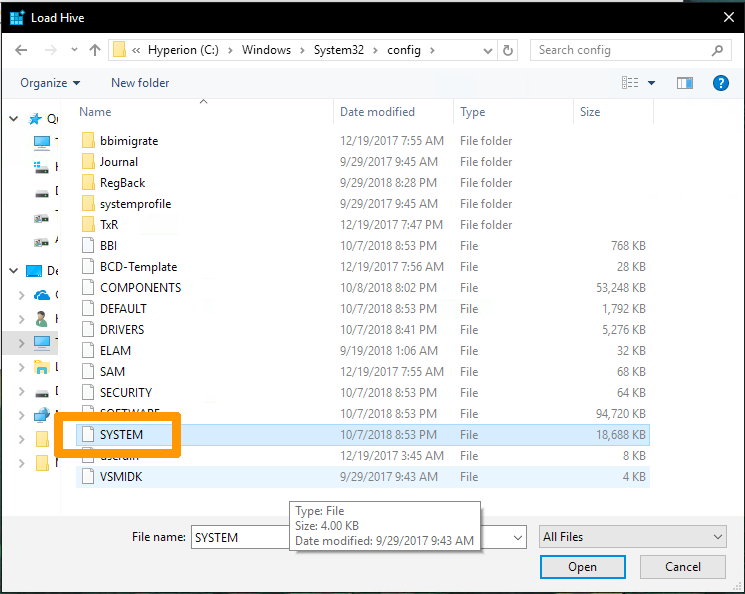 Load Hive
« Hyperion (C:) > Windows > System32 > config >
Search config
Organize
New folder
?
Name
Date modified
Type
Size
bbimigrate 12/19/2017 7:55 AM File folder
Journal 9/29/2017 9:45 AM File folder
RegBack 9/29/2018 8:28 PM File folder
systemprofile 9/29/2017 9:45 AM File folder
TxR 12/19/2017 7:47 PM File folder
BBI 10/7/2018 8:53 PM File 768 KB
BCD-Template 12/19/2017 7:56 AM File 28 KB
COMPONENTS 10/8/2018 8:02 PM File 53,248 KB
DEFAULT 10/7/2018 8:53 PM File 1,792 KB
DRIVERS 10/7/2018 8:41 PM File 5,276 KB
ELAM 9/19/2018 1:06 AM File 32 KB
SAM 12/19/2017 7:55 AM File 68 KB
SECURITY 10/7/2018 8:53 PM File 64 KB
SOFTWARE 10/7/2018 8:53 PM File 94,720 KB
SYSTEM 10/7/2018 8:53 PM File 18,688 KB
userdiff 12/19/2017 3:45 AM File 8 KB
VSMIDK 9/29/2017 9:43 AM File 4 KB
Type: File
Size: 4.00 KB
Date modified: 9/29/2017 9:43 AM
File name: SYSTEM
All Files
Open
Cancel